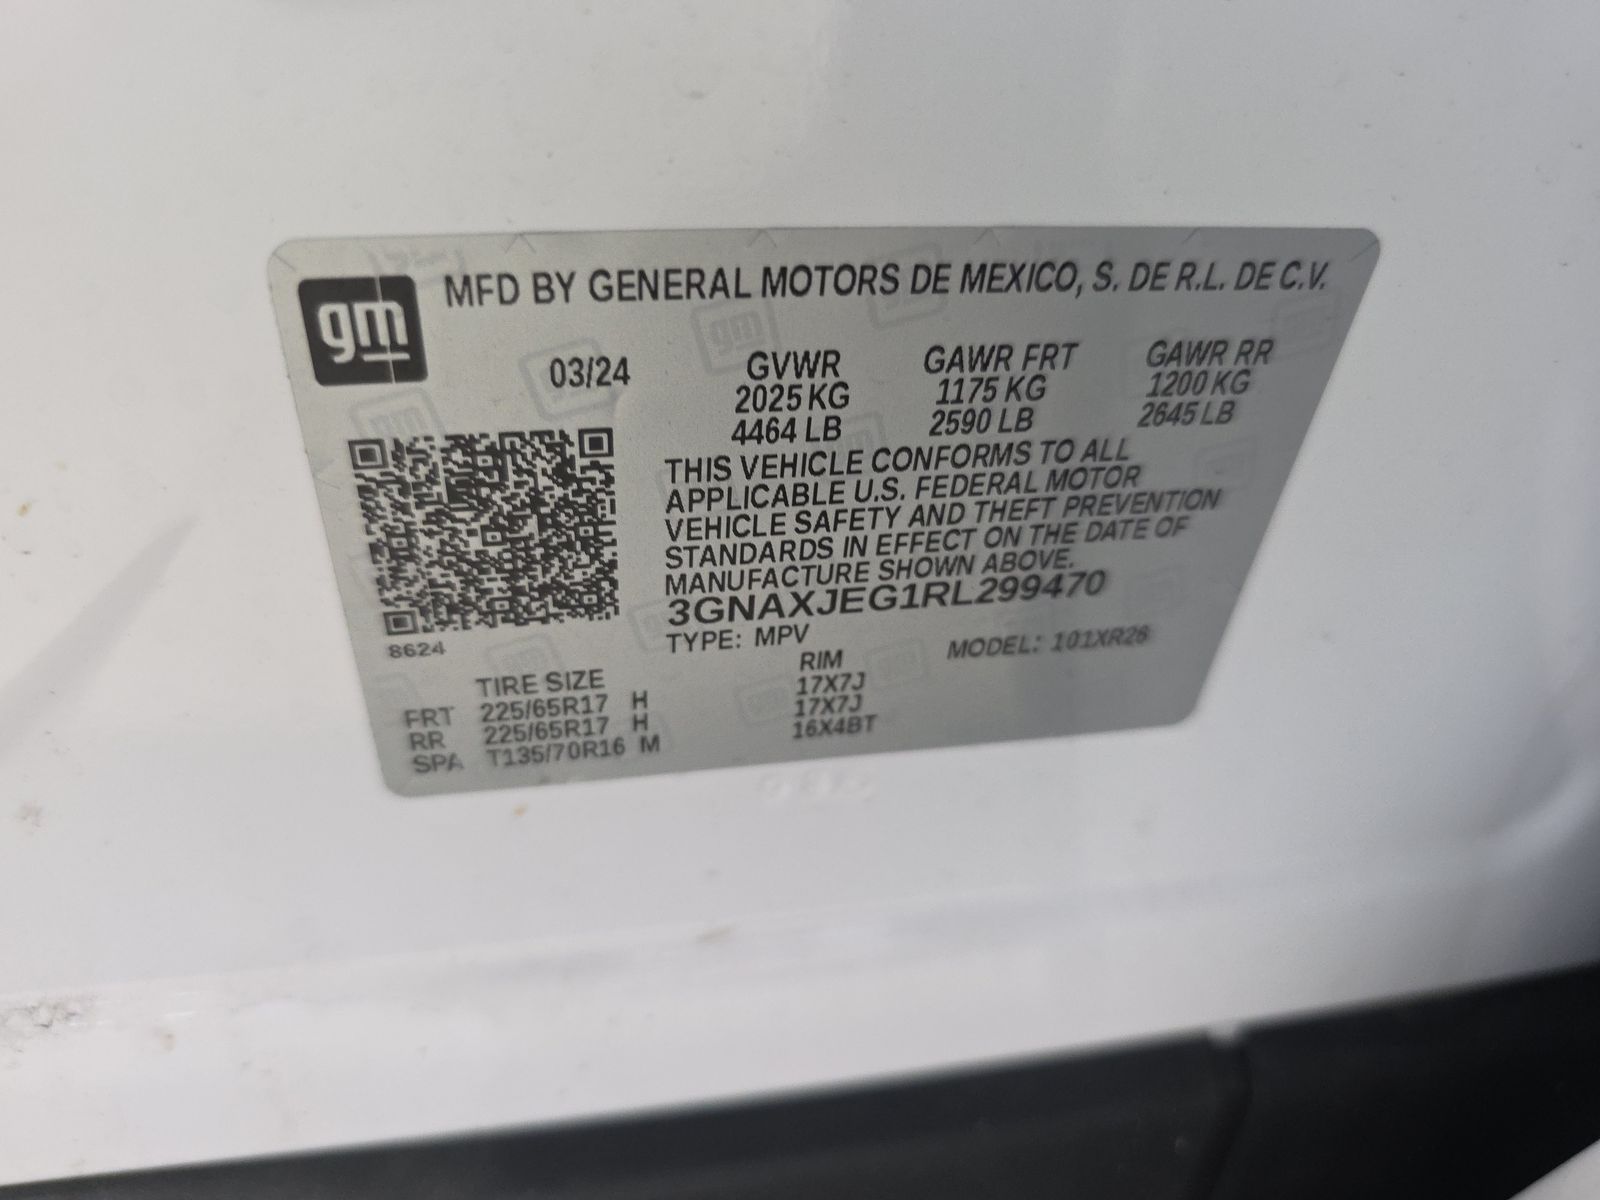 gm
MFD BY GENERAL MOTORS DE MEXICO, S. DE R.L. DE C.V.
03/24
GVWR GAWR FRT GAWR RR
2025 KG 1175 KG 1200 KG
4464 LB 2590 LB 2645 LB
THIS VEHICLE CONFORMS TO ALL
APPLICABLE U.S. FEDERAL MOTOR
VEHICLE SAFETY AND THEFT PREVENTION
STANDARDS IN EFFECT ON THE DATE OF
MANUFACTURE SHOWN ABOVE.
3GNAXJEG1RL299470
TYPE: MPV MODEL: 101XR26
8624
TIRE SIZE RIM
FRT 225/65R17 H 17X7J
RR 225/65R17 H 17X7J
SPA T135/70R16 M 16X4BT